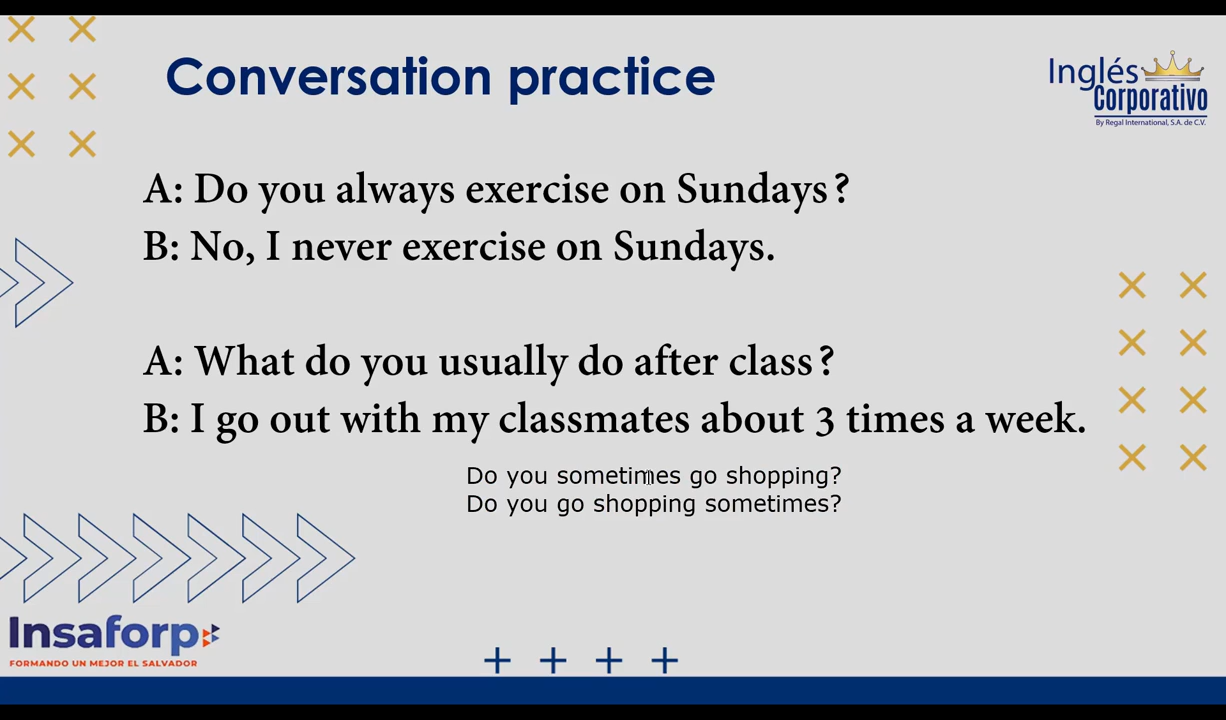 Conversation practice
Inglés
Corporativo
By Regal International, S.A. de C.V.
A: Do you always exercise on Sundays?
B: No, I never exercise on Sundays.
A: What do you usually do after class?
B: I go out with my classmates about 3 times a week.
Do you sometimes go shopping?
Do you go shopping sometimes?
Insaforp
FORMANDO UN MEJOR EL SALVADOR